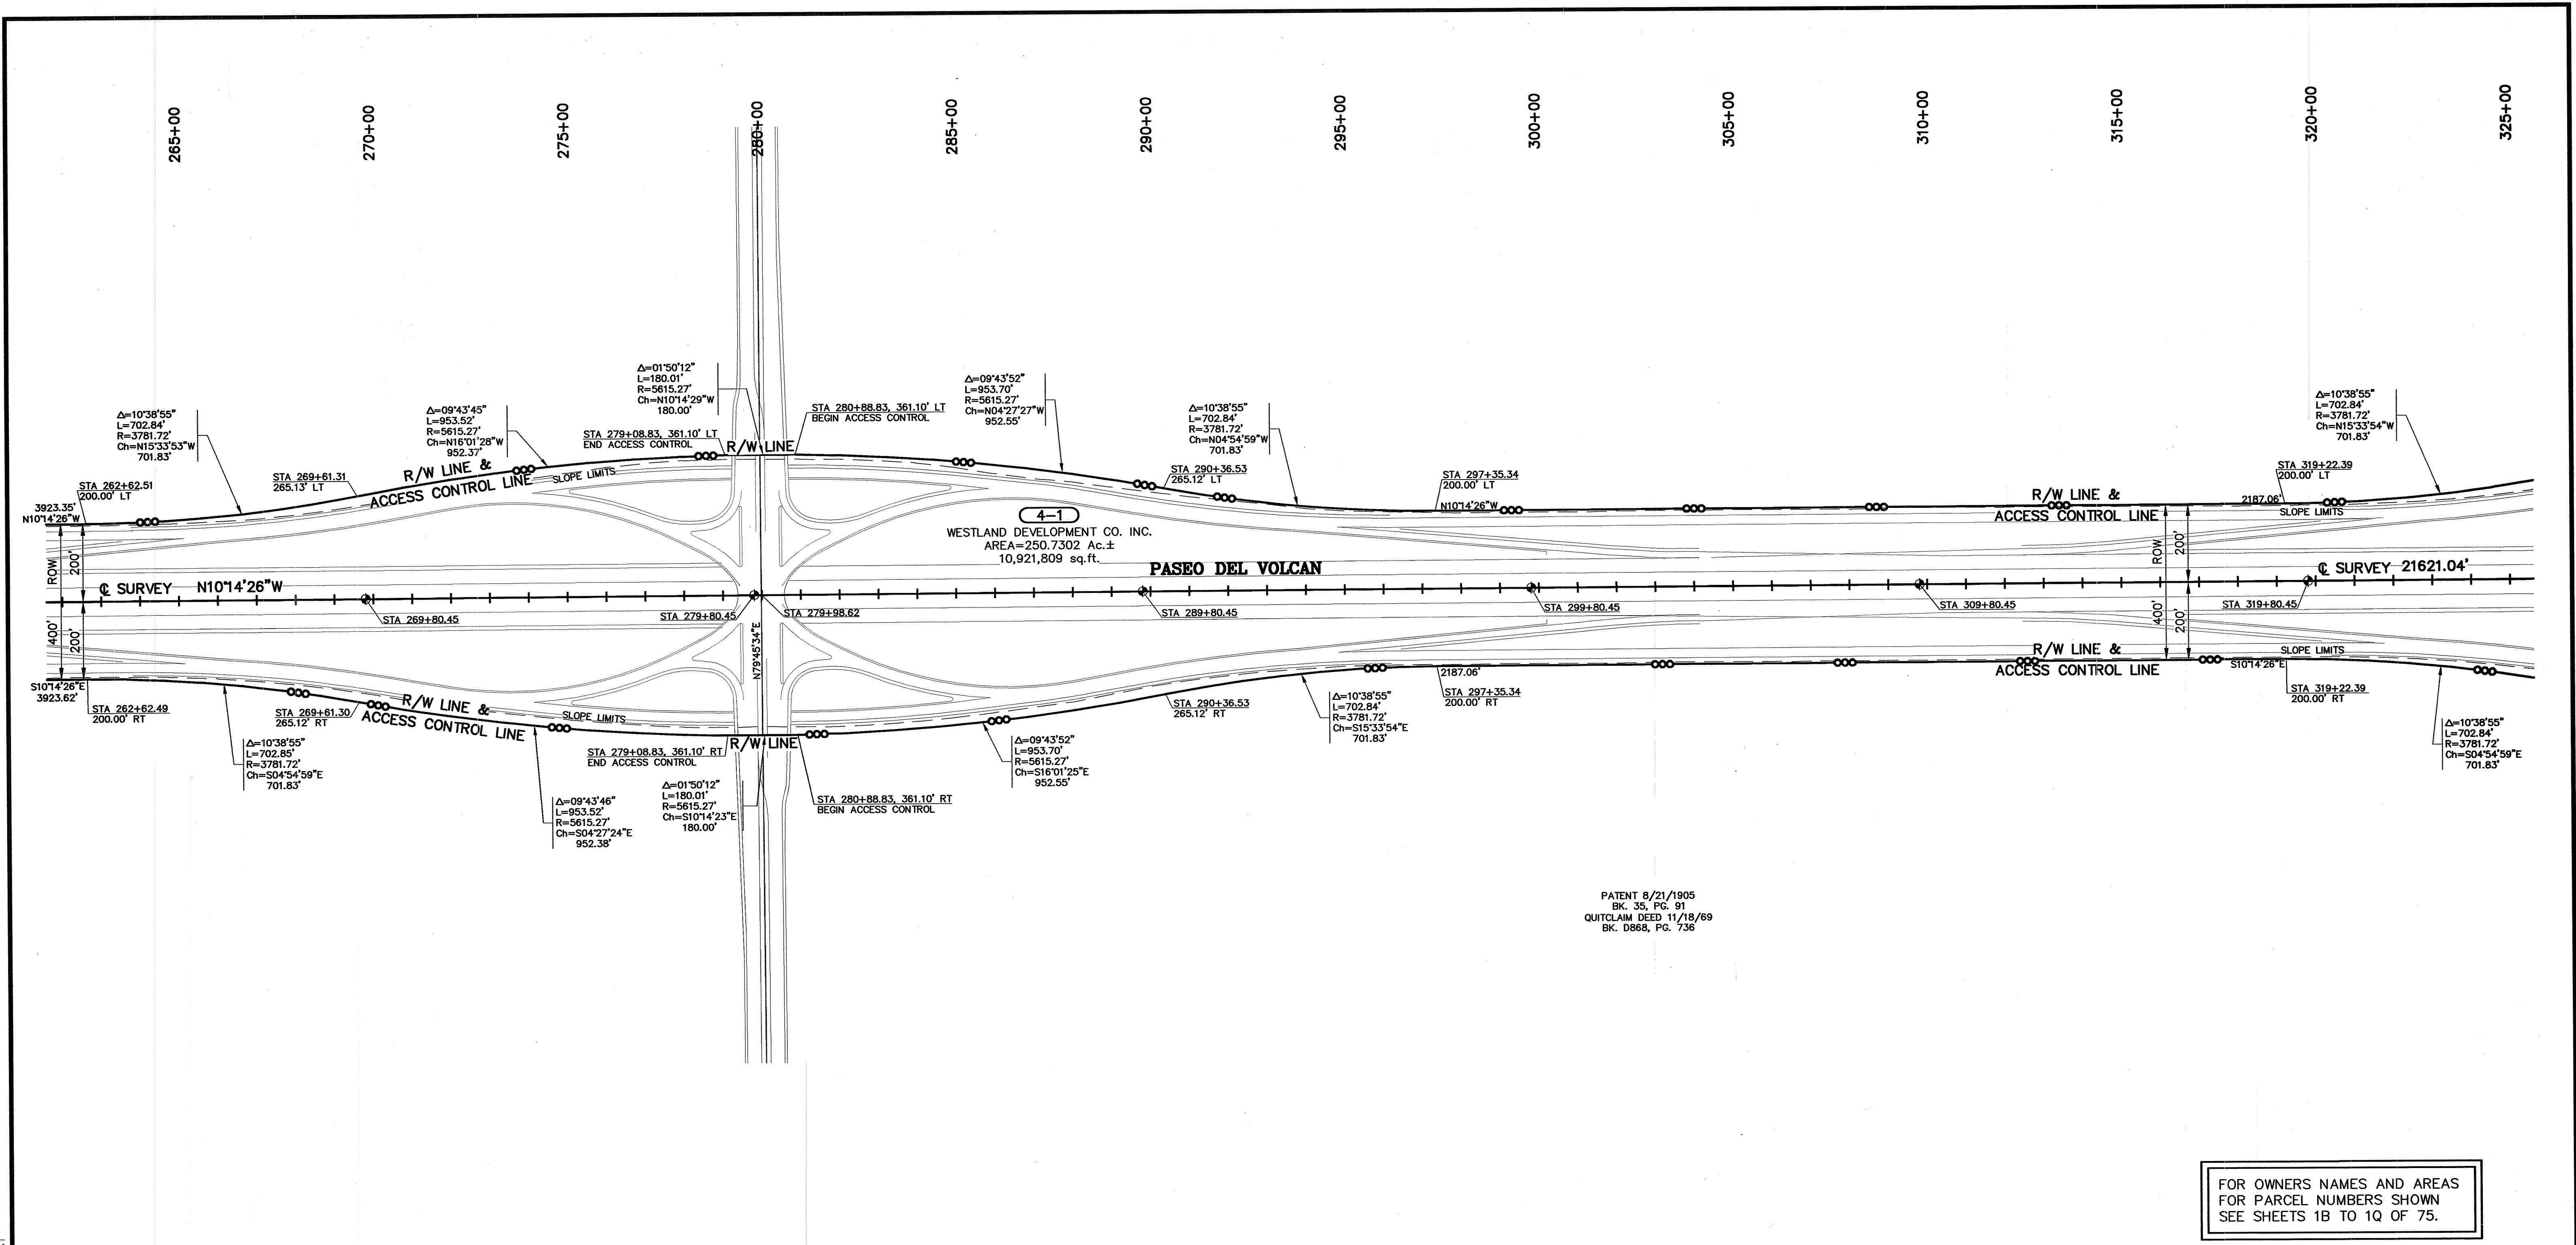 265+00
270+00
275+00
280+00
285+00
290+00
295+00
300+00
305+00
310+00
315+00
320+00
325+00
Δ=10°38'55"
L=702.84'
R=3781.72'
Ch=N15°33'53"W
701.83'
Δ=09°43'45"
L=953.52'
R=5615.27'
Ch=N16°01'28"W
952.37'
Δ=01°50'12"
L=180.01'
R=5615.27'
Ch=N10°14'29"W
180.00'
Δ=09°43'52"
L=953.70'
R=5615.27'
Ch=N04°27'27"W
952.55'
Δ=10°38'55"
L=702.84'
R=3781.72'
Ch=N04°54'59"W
701.83'
Δ=10°38'55"
L=702.84'
R=3781.72'
Ch=N15°33'54"W
701.83'
STA 262+62.51
200.00' LT
STA 269+61.31
265.13' LT
STA 279+08.83, 361.10' LT
END ACCESS CONTROL
STA 280+88.83, 361.10' LT
BEGIN ACCESS CONTROL
STA 290+36.53
265.12' LT
STA 297+35.34
200.00' LT
STA 319+22.39
200.00' LT
3923.35'
N10°14'26"W
R/W LINE &
ACCESS CONTROL LINE
SLOPE LIMITS
R/W LINE
N10°14'26"W
R/W LINE &
ACCESS CONTROL LINE
2187.06'
SLOPE LIMITS
4-1
WESTLAND DEVELOPMENT CO. INC.
AREA=250.7302 Ac.±
10,921,809 sq.ft.
PASEO DEL VOLCAN
ROW
400'
200'
200'
℄ SURVEY N10°14'26"W
℄ SURVEY 21621.04'
ROW
400'
200'
200'
STA 269+80.45
STA 279+80.45
STA 279+98.62
STA 289+80.45
STA 299+80.45
STA 309+80.45
STA 319+80.45
N79°45'34"E
S10°14'26"E
3923.62'
STA 262+62.49
200.00' RT
STA 269+61.30
265.12' RT
R/W LINE &
ACCESS CONTROL LINE
SLOPE LIMITS
STA 279+08.83, 361.10' RT
END ACCESS CONTROL
R/W LINE
STA 280+88.83, 361.10' RT
BEGIN ACCESS CONTROL
STA 290+36.53
265.12' RT
2187.06'
STA 297+35.34
200.00' RT
R/W LINE &
ACCESS CONTROL LINE
S10°14'26"E
SLOPE LIMITS
STA 319+22.39
200.00' RT
Δ=10°38'55"
L=702.85'
R=3781.72'
Ch=S04°54'59"E
701.83'
Δ=09°43'46"
L=953.52'
R=5615.27'
Ch=S04°27'24"E
952.38'
Δ=01°50'12"
L=180.01'
R=5615.27'
Ch=S10°14'23"E
180.00'
Δ=09°43'52"
L=953.70'
R=5615.27'
Ch=S16°01'25"E
952.55'
Δ=10°38'55"
L=702.84'
R=3781.72'
Ch=S15°33'54"E
701.83'
Δ=10°38'55"
L=702.84'
R=3781.72'
Ch=S04°54'59"E
701.83'
PATENT 8/21/1905
BK. 35, PG. 91
QUITCLAIM DEED 11/18/69
BK. D868, PG. 736
FOR OWNERS NAMES AND AREAS
FOR PARCEL NUMBERS SHOWN
SEE SHEETS 1B TO 1Q OF 75.